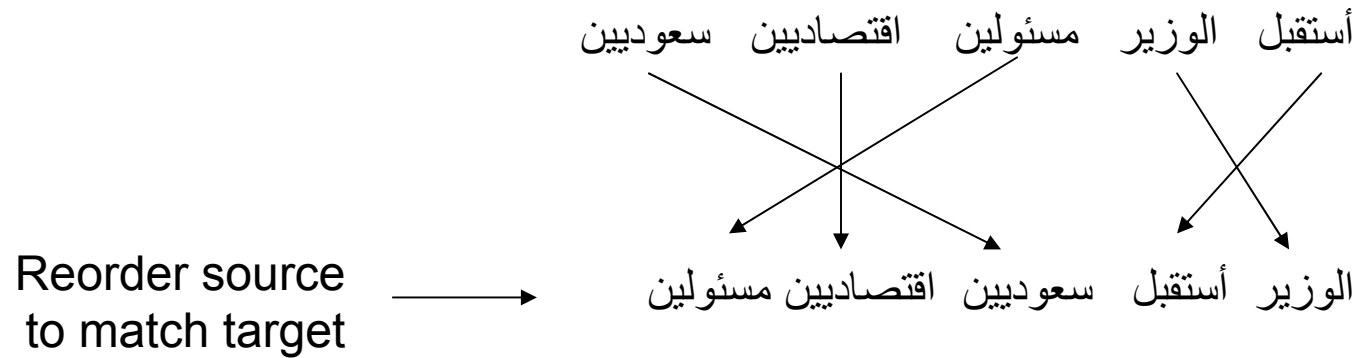 أستقبل الوزير مسئولين اقتصاديين سعوديين
الوزير أستقبل سعوديين اقتصاديين مسئولين
Reorder source
to match target